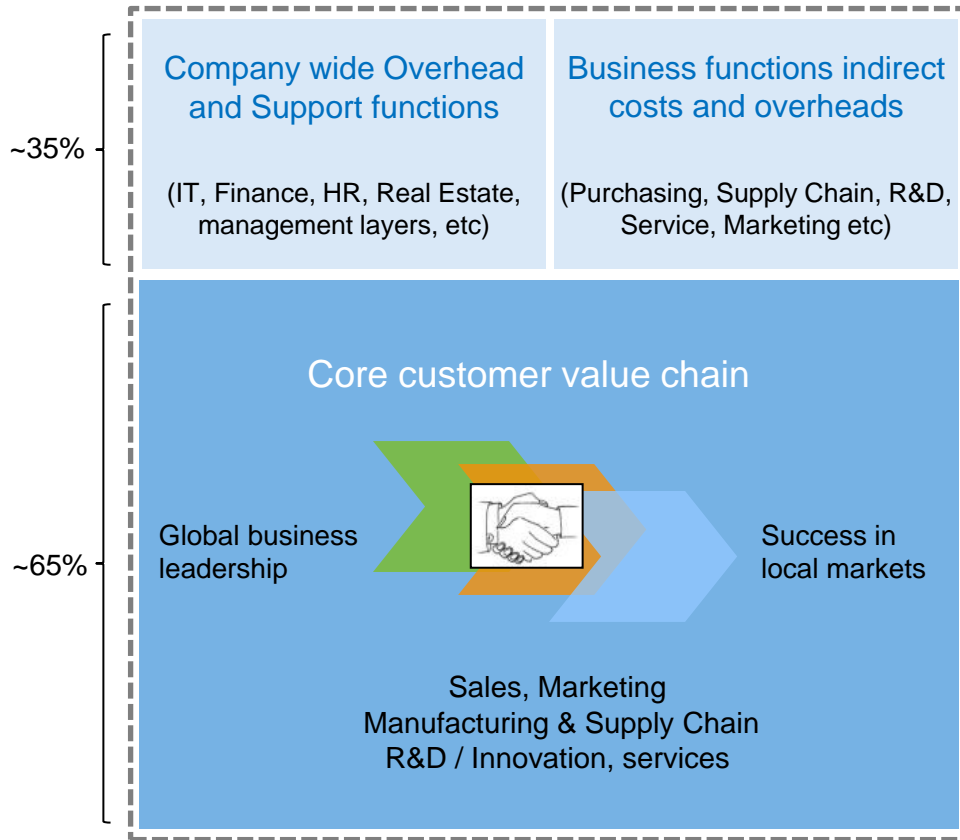 Company wide Overhead
and Support functions
(IT, Finance, HR, Real Estate,
management layers, etc)
Business functions indirect
costs and overheads
(Purchasing, Supply Chain, R&D,
Service, Marketing etc)
~35%
Core customer value chain
Global business
leadership
Success in
local markets
~65%
Sales, Marketing
Manufacturing & Supply Chain
R&D / Innovation, services